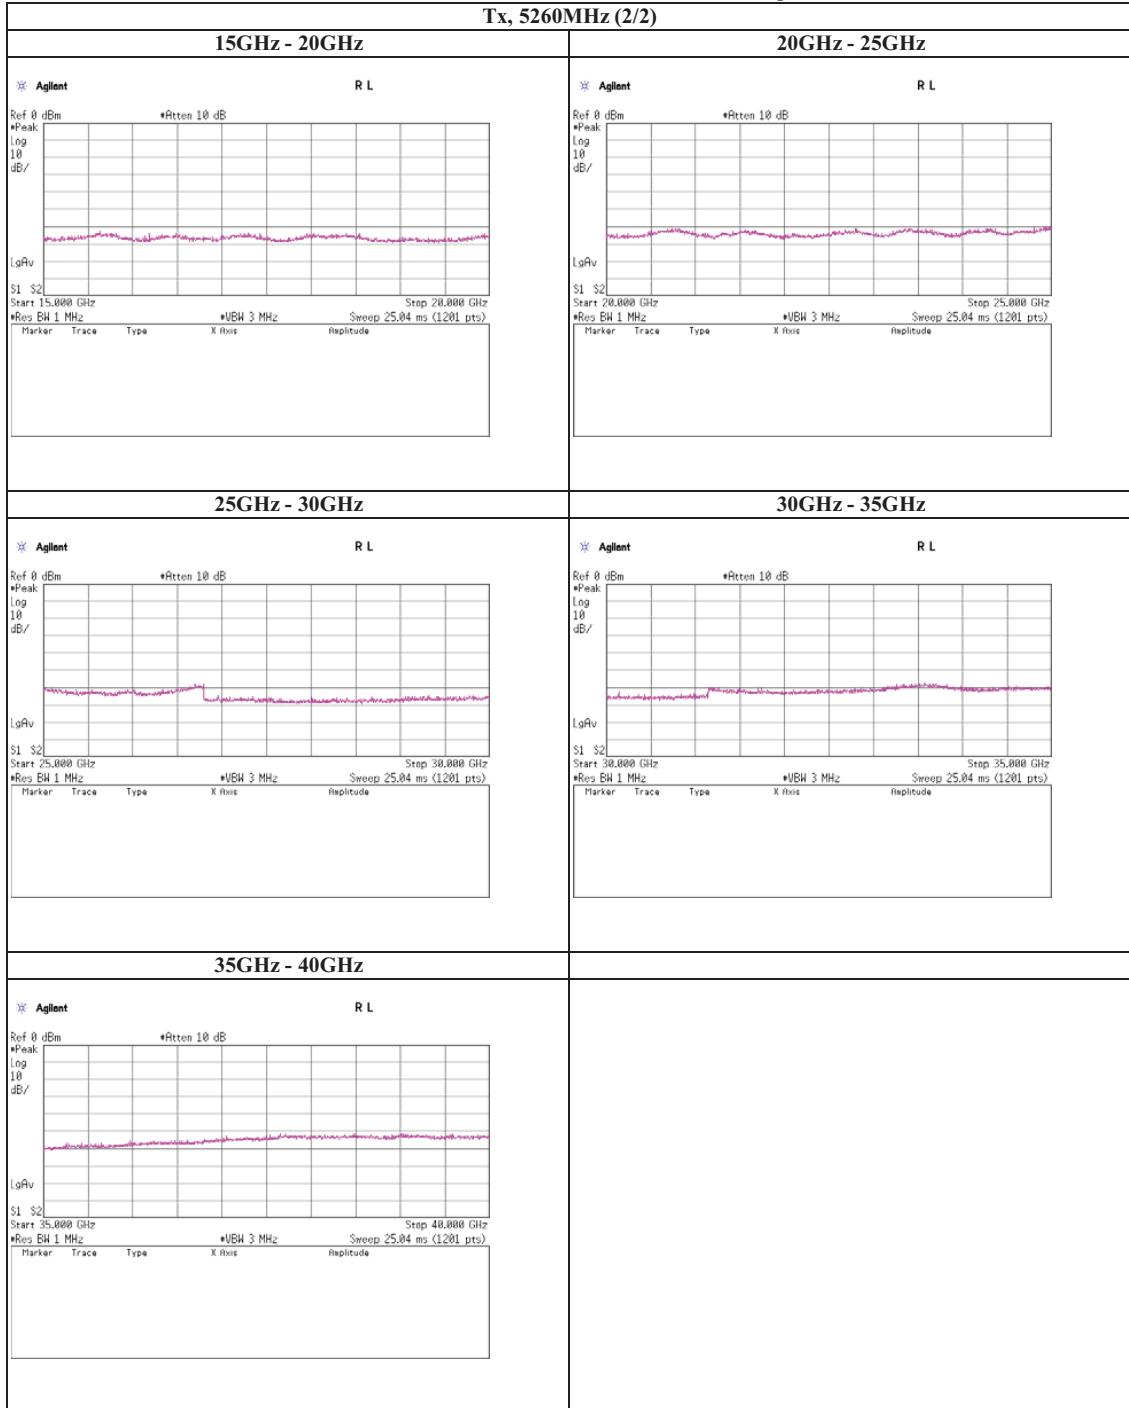 Tx, 5260MHz (2/2)
15GHz - 20GHz
20GHz - 25GHz
Agilent R L
Ref 0 dBm #Atten 10 dB
#Peak
Log
10
dB/
LgAv
S1 S2
Start 15.000 GHz Stop 20.000 GHz
#Res BW 1 MHz #VBW 3 MHz Sweep 25.04 ms (1201 pts)
Marker Trace Type X Axis Amplitude
Agilent R L
Ref 0 dBm #Atten 10 dB
#Peak
Log
10
dB/
LgAv
S1 S2
Start 20.000 GHz Stop 25.000 GHz
#Res BW 1 MHz #VBW 3 MHz Sweep 25.04 ms (1201 pts)
Marker Trace Type X Axis Amplitude
25GHz - 30GHz
30GHz - 35GHz
Agilent R L
Ref 0 dBm #Atten 10 dB
#Peak
Log
10
dB/
LgAv
S1 S2
Start 25.000 GHz Stop 30.000 GHz
#Res BW 1 MHz #VBW 3 MHz Sweep 25.04 ms (1201 pts)
Marker Trace Type X Axis Amplitude
Agilent R L
Ref 0 dBm #Atten 10 dB
#Peak
Log
10
dB/
LgAv
S1 S2
Start 30.000 GHz Stop 35.000 GHz
#Res BW 1 MHz #VBW 3 MHz Sweep 25.04 ms (1201 pts)
Marker Trace Type X Axis Amplitude
35GHz - 40GHz
Agilent R L
Ref 0 dBm #Atten 10 dB
#Peak
Log
10
dB/
LgAv
S1 S2
Start 35.000 GHz Stop 40.000 GHz
#Res BW 1 MHz #VBW 3 MHz Sweep 25.04 ms (1201 pts)
Marker Trace Type X Axis Amplitude